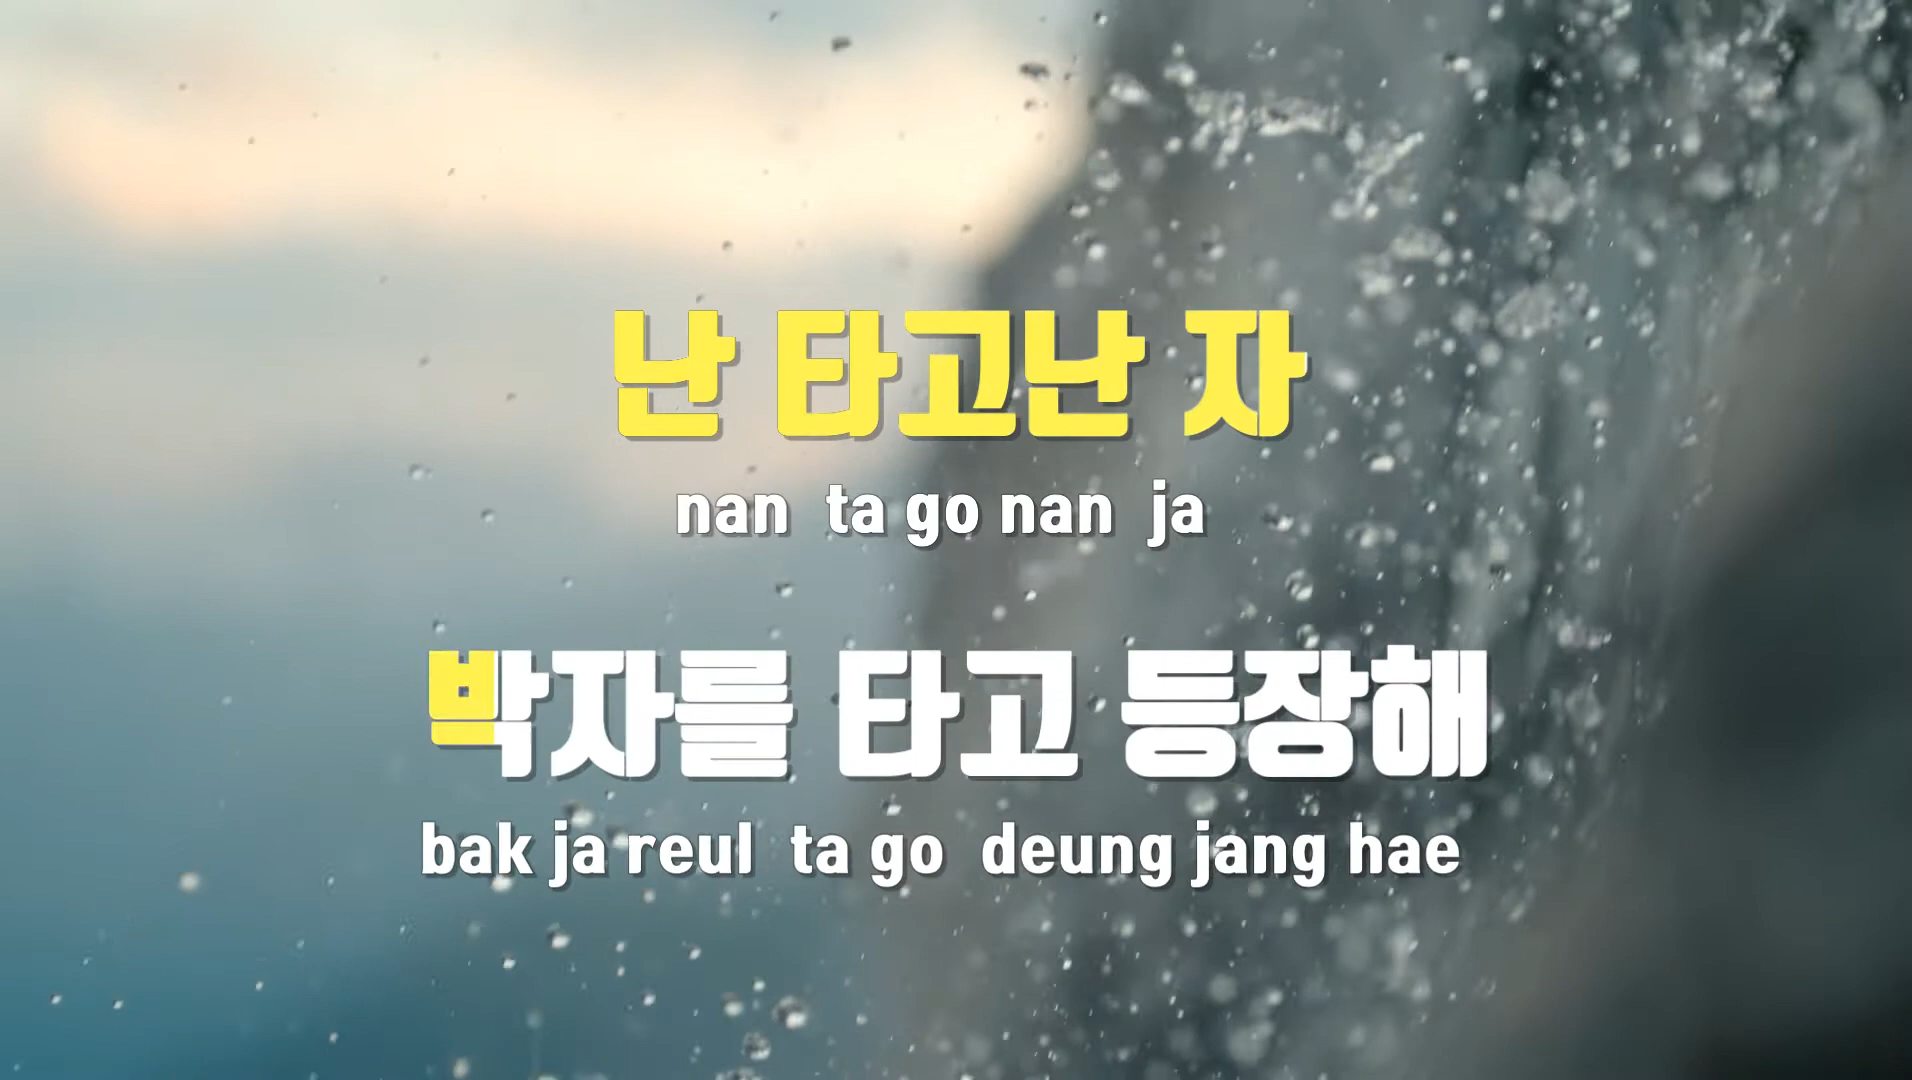 난 타고난 자
nan ta go nan ja
박자를 타고 등장해
bak ja reul ta go deung jang hae